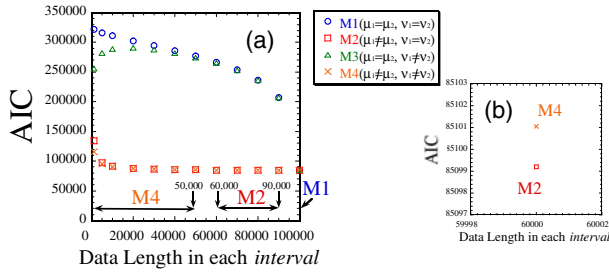 350000
300000
250000
200000
150000
100000
50000
0
AIC
(a)
50,000
60,000
90,000
M4
M2
M1
0
20000
40000
60000
80000
100000
Data Length in each interval
M1(μ₁=μ₂, ν₁=ν₂)
M2(μ₁≠μ₂, ν₁=ν₂)
M3(μ₁=μ₂, ν₁≠ν₂)
M4(μ₁≠μ₂, ν₁≠ν₂)
(b)
85103
85101
85099
85098
85097
AIC
M4
M2
59998
60000
60002
Data Length in each interval